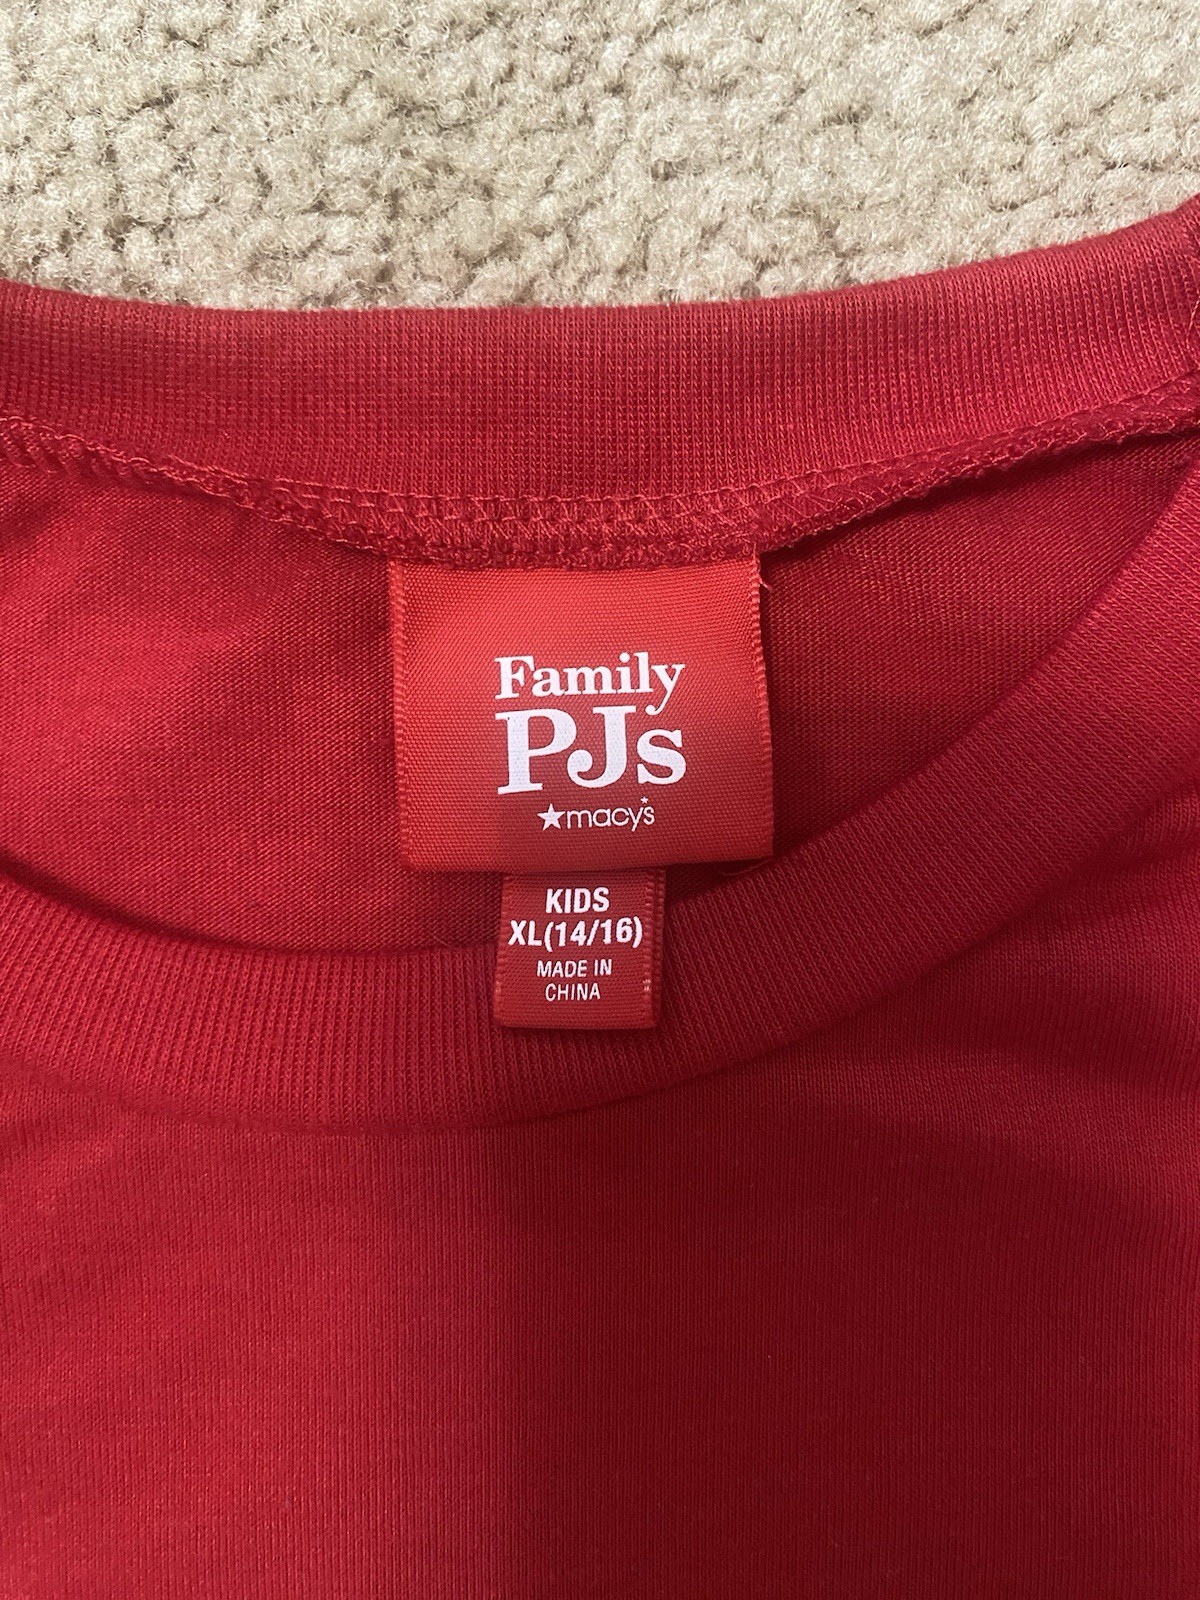 Family
PJs
★macy's
KIDS
XL(14/16)
MADE IN
CHINA